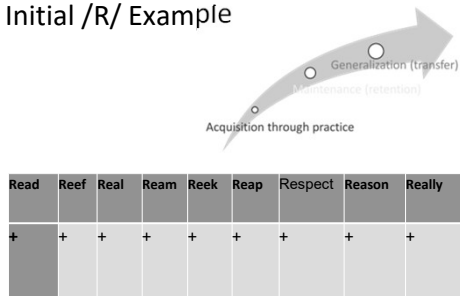 Initial /R/ Example
Generalization (transfer)
Maintenance (retention)
Acquisition through practice
Read Reef Real Ream Reek Reap Respect Reason Really
+ + + + + + + + +